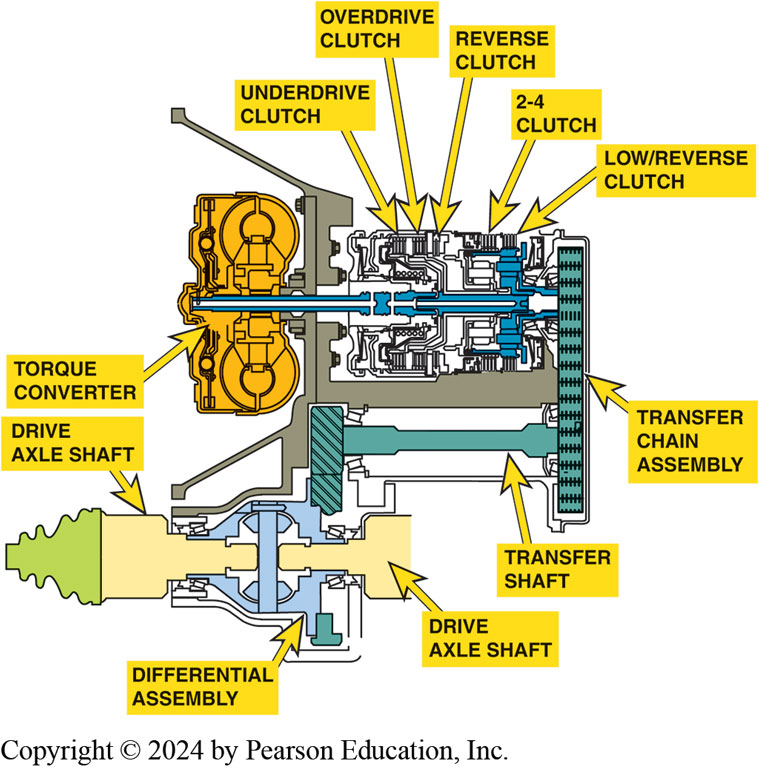 OVERDRIVE
CLUTCH
REVERSE
CLUTCH
UNDERDRIVE
CLUTCH
2-4
CLUTCH
LOW/REVERSE
CLUTCH
TORQUE
CONVERTER
DRIVE
AXLE SHAFT
TRANSFER
CHAIN
ASSEMBLY
TRANSFER
SHAFT
DRIVE
AXLE SHAFT
DIFFERENTIAL
ASSEMBLY
Copyright © 2024 by Pearson Education, Inc.